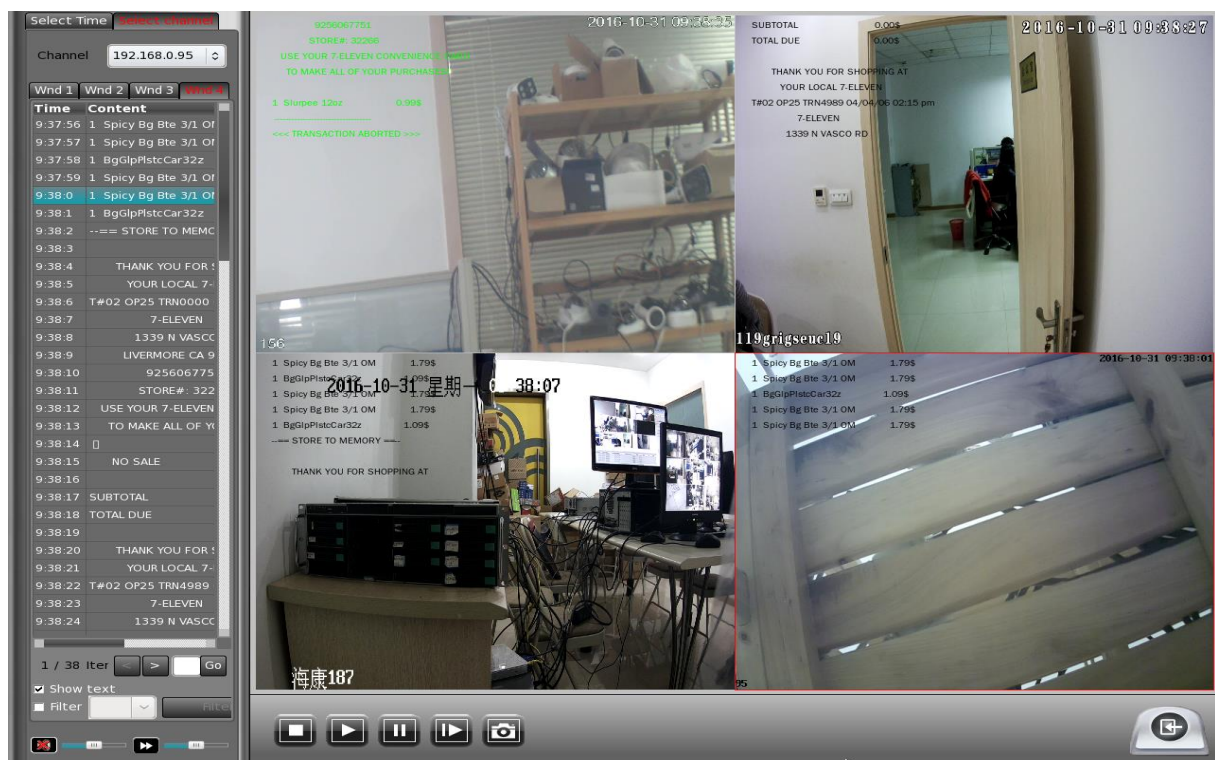 Select Time Select Channel
Channel 192.168.0.95
Wnd 1 Wnd 2 Wnd 3 Wnd 4
Time Content
9:37:56 1 Spicy Bg Bte 3/1 OM
9:37:57 1 Spicy Bg Bte 3/1 OM
9:37:58 1 BgGlpPlstcCar32z
9:37:59 1 Spicy Bg Bte 3/1 OM
9:38:0 1 Spicy Bg Bte 3/1 OM
9:38:1 1 BgGlpPlstcCar32z
9:38:2 --== STORE TO MEMO
9:38:3
9:38:4 THANK YOU FOR S
9:38:5 YOUR LOCAL 7-
9:38:6 T#02 OP25 TRN0000
9:38:7 7-ELEVEN
9:38:8 1339 N VASCO
9:38:9 LIVERMORE CA 9
9:38:10 925606775
9:38:11 STORE#: 322
9:38:12 USE YOUR 7-ELEVEN
9:38:13 TO MAKE ALL OF YO
9:38:14
9:38:15 NO SALE
9:38:16
9:38:17 SUBTOTAL
9:38:18 TOTAL DUE
9:38:19
9:38:20 THANK YOU FOR S
9:38:21 YOUR LOCAL 7-
9:38:22 T#02 OP25 TRN4989
9:38:23 7-ELEVEN
9:38:24 1339 N VASCO
1 / 38 Iter < > Go
Show text
Filter Filte
9256067751
2016-10-31 09:38:35
STORE#: 32266
USE YOUR 7-ELEVEN CONVENIENCE
TO MAKE ALL OF YOUR PURCHASES
1 Slurpee 12oz 0.99$
<<< TRANSACTION ABORTED >>>
156
SUBTOTAL 0.00$
2016-10-31 09:38:27
TOTAL DUE 0.00$
THANK YOU FOR SHOPPING AT
YOUR LOCAL 7-ELEVEN
T#02 OP25 TRN4989 04/04/06 02:15 pm
7-ELEVEN
1339 N VASCO RD
119grigseuc19
1 Spicy Bg Bte 3/1 OM 1.79$
1 BgGlpPlstcCar32z 1.09$
2016-10-31 星期一 38:07
1 Spicy Bg Bte 3/1 OM 1.79$
1 Spicy Bg Bte 3/1 OM 1.79$
1 BgGlpPlstcCar32z 1.09$
--== STORE TO MEMORY ==--
THANK YOU FOR SHOPPING AT
海康187
1 Spicy Bg Bte 3/1 OM 1.79$
2016-10-31 09:38:01
1 Spicy Bg Bte 3/1 OM 1.79$
1 BgGlpPlstcCar32z 1.09$
1 Spicy Bg Bte 3/1 OM 1.79$
1 Spicy Bg Bte 3/1 OM 1.79$
95